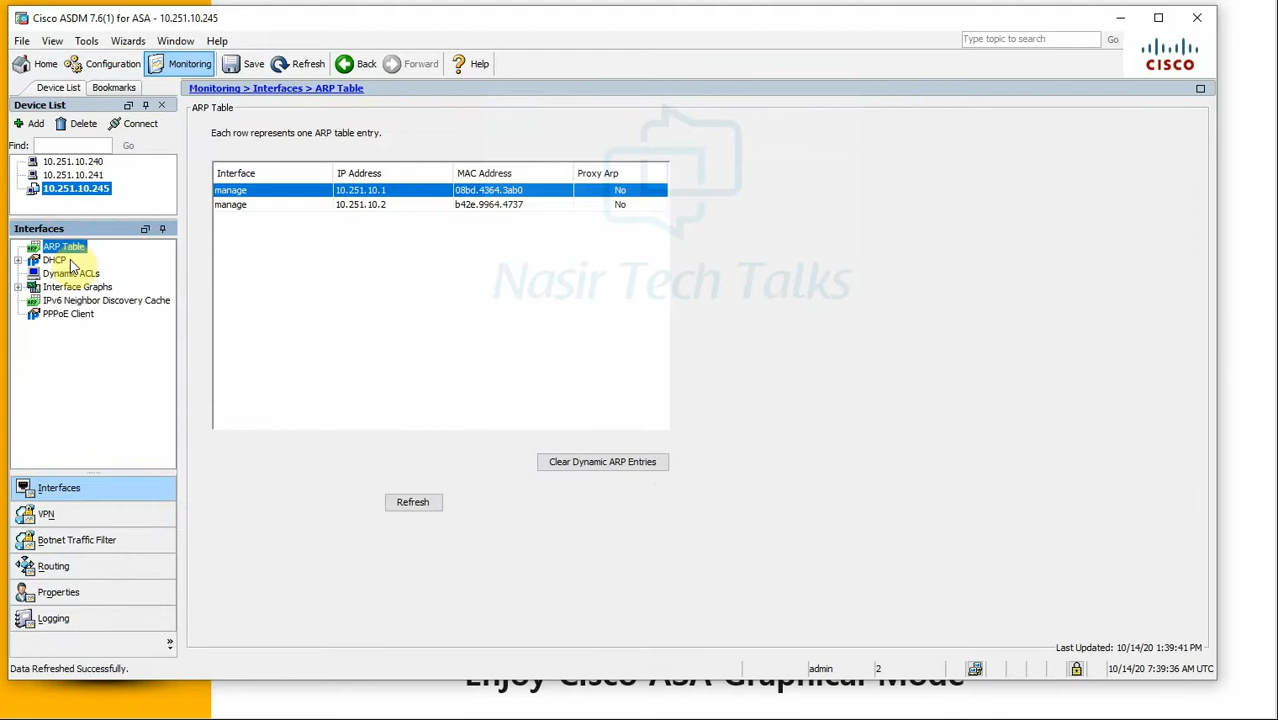 Cisco ASDM 7.6(1) for ASA - 10.251.10.245
File View Tools Wizards Window Help
Type topic to search Go
Home Configuration Monitoring Save Refresh Back Forward Help
CISCO
Device List Bookmarks
Monitoring > Interfaces > ARP Table
Device List
ARP Table
Add Delete Connect
Each row represents one ARP table entry.
Find: Go
10.251.10.240
10.251.10.241
10.251.10.245
Interface IP Address MAC Address Proxy Arp
manage 10.251.10.1 08bd.4364.3ab0 No
manage 10.251.10.2 b42e.9964.4737 No
Interfaces
ARP Table
DHCP
Dynamic ACLs
Interface Graphs
IPv6 Neighbor Discovery Cache
PPPoE Client
Nasir Tech Talks
Clear Dynamic ARP Entries
Refresh
Interfaces
VPN
Botnet Traffic Filter
Routing
Properties
Logging
Last Updated: 10/14/20 1:39:41 PM
Data Refreshed Successfully. admin 2 10/14/20 7:39:36 AM UTC
Enjoy Cisco ASA Graphical Mode